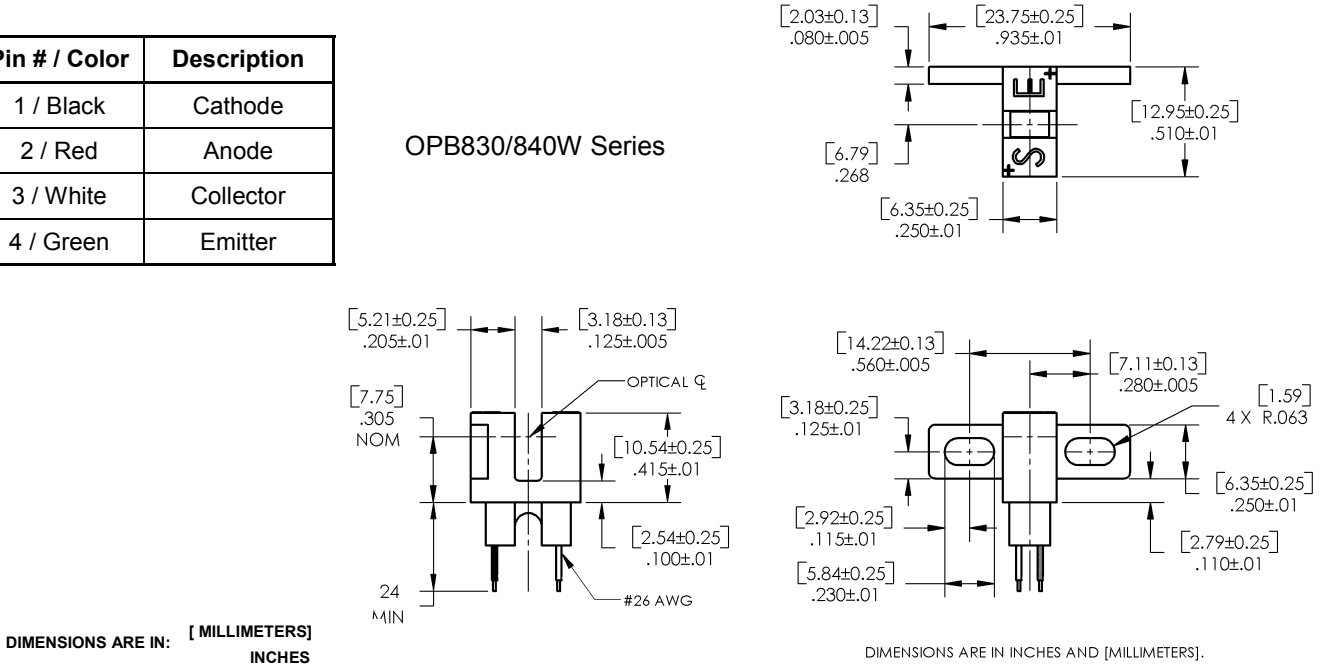 Pin # / Color Description
1 / Black Cathode
2 / Red Anode
3 / White Collector
4 / Green Emitter
OPB830/840W Series
[2.03±0.13]
.080±.005
[23.75±0.25]
.935±.01
E
+
[12.95±0.25]
.510±.01
[6.79]
.268
S
+
[6.35±0.25]
.250±.01
[5.21±0.25]
.205±.01
[3.18±0.13]
.125±.005
OPTICAL ℄
[7.75]
.305
NOM
[10.54±0.25]
.415±.01
[2.54±0.25]
.100±.01
24
MIN
#26 AWG
[14.22±0.13]
.560±.005
[7.11±0.13]
.280±.005
[1.59]
4 X R.063
[3.18±0.25]
.125±.01
[6.35±0.25]
.250±.01
[2.92±0.25]
.115±.01
[2.79±0.25]
.110±.01
[5.84±0.25]
.230±.01
DIMENSIONS ARE IN: [ MILLIMETERS]
INCHES
DIMENSIONS ARE IN INCHES AND [MILLIMETERS].